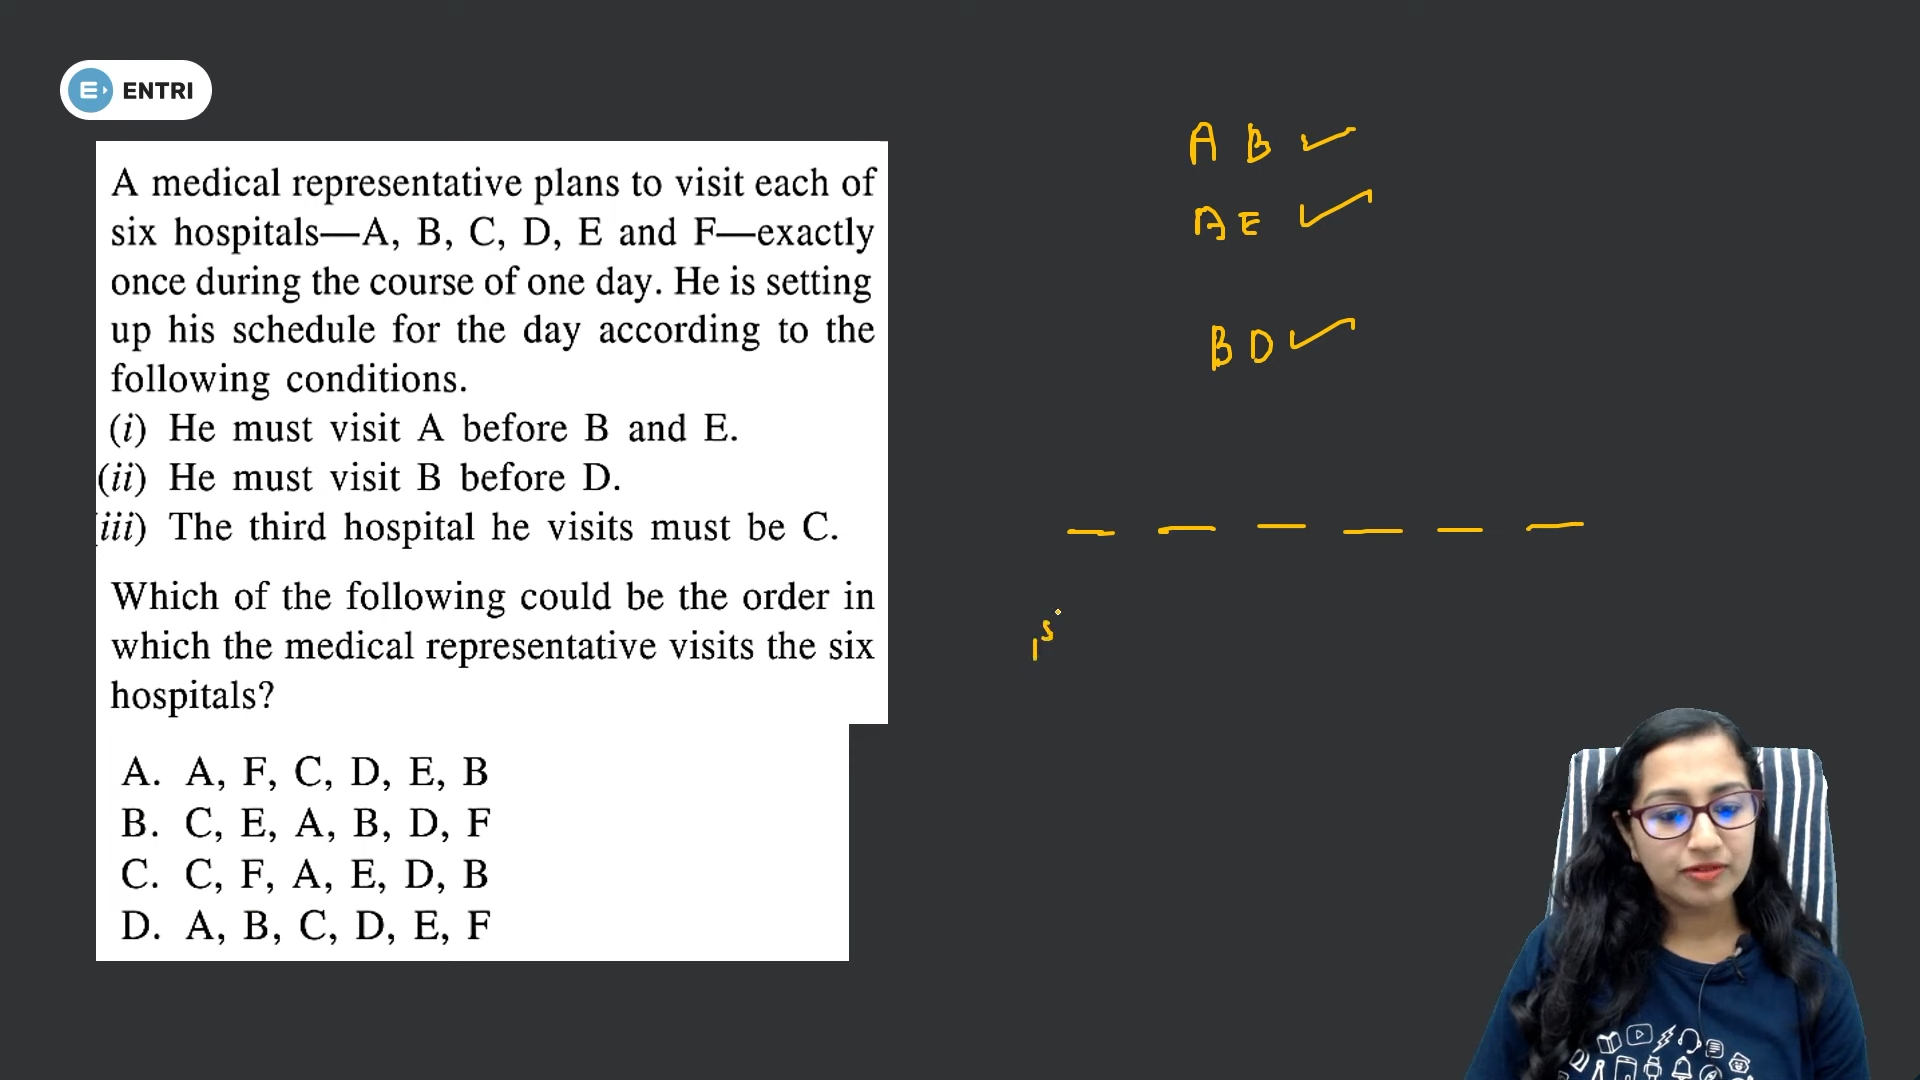 ENTRI
A medical representative plans to visit each of
six hospitals—A, B, C, D, E and F—exactly
once during the course of one day. He is setting
up his schedule for the day according to the
following conditions.
(i) He must visit A before B and E.
(ii) He must visit B before D.
(iii) The third hospital he visits must be C.
Which of the following could be the order in
which the medical representative visits the six
hospitals?
A. A, F, C, D, E, B
B. C, E, A, B, D, F
C. C, F, A, E, D, B
D. A, B, C, D, E, F
A B ✓
A E ✓
B D ✓
1s